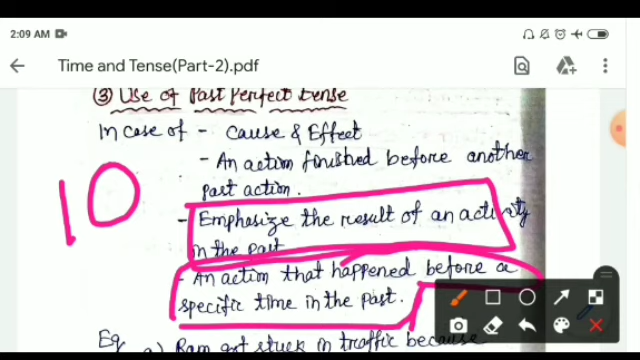 2:09 AM
Time and Tense(Part-2).pdf
③ Use of Past Perfect Tense
In case of - Cause & Effect
- An action finished before another
past action.
10
- Emphasize the result of an activity
in the past
- An action that happened before a
specific time in the past.
Eg a) Ram got stuck in traffic because